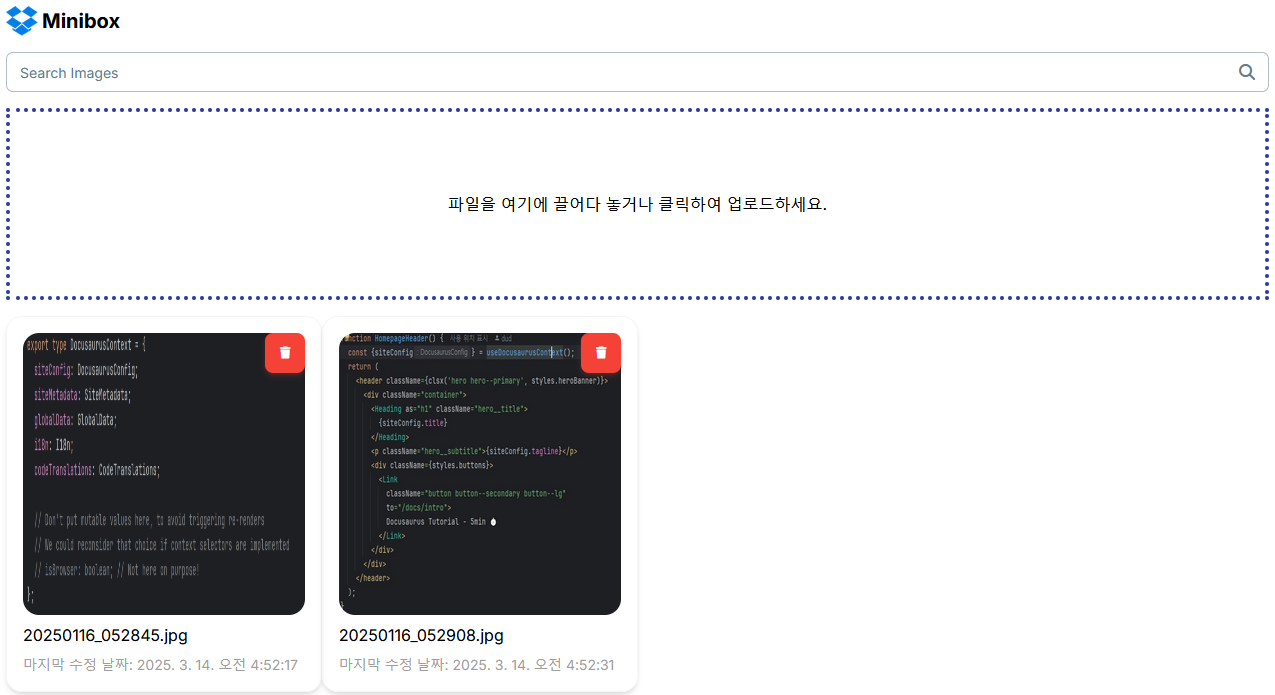 Minibox
Search Images
파일을 여기에 끌어다 놓거나 클릭하여 업로드하세요.
export type DocusaurusContext = {
siteConfig: DocusaurusConfig;
siteMetadata: SiteMetadata;
globalData: GlobalData;
i18n: I18n;
codeTranslations: CodeTranslations;
// Don't put mutable values here, to avoid triggering re-renders
// We could reconsider that choice if context selectors are implemented
// isBrowser: boolean; // Not here on purpose!
};
20250116_052845.jpg
마지막 수정 날짜: 2025. 3. 14. 오전 4:52:17
HomepageHeader() { 사용 위치 표시 dud
const {siteConfig : DocusaurusConfig } = useDocusaurusContext();
return (
<header className={clsx('hero hero--primary', styles.heroBanner)}>
<div className="container">
<Heading as="h1" className="hero__title">
{siteConfig.title}
</Heading>
<p className="hero__subtitle">{siteConfig.tagline}</p>
<div className={styles.buttons}>
<Link
className="button button--secondary button--lg"
to="/docs/intro">
Docusaurus Tutorial - 5min
</Link>
</div>
</div>
</header>
);
}
20250116_052908.jpg
마지막 수정 날짜: 2025. 3. 14. 오전 4:52:31